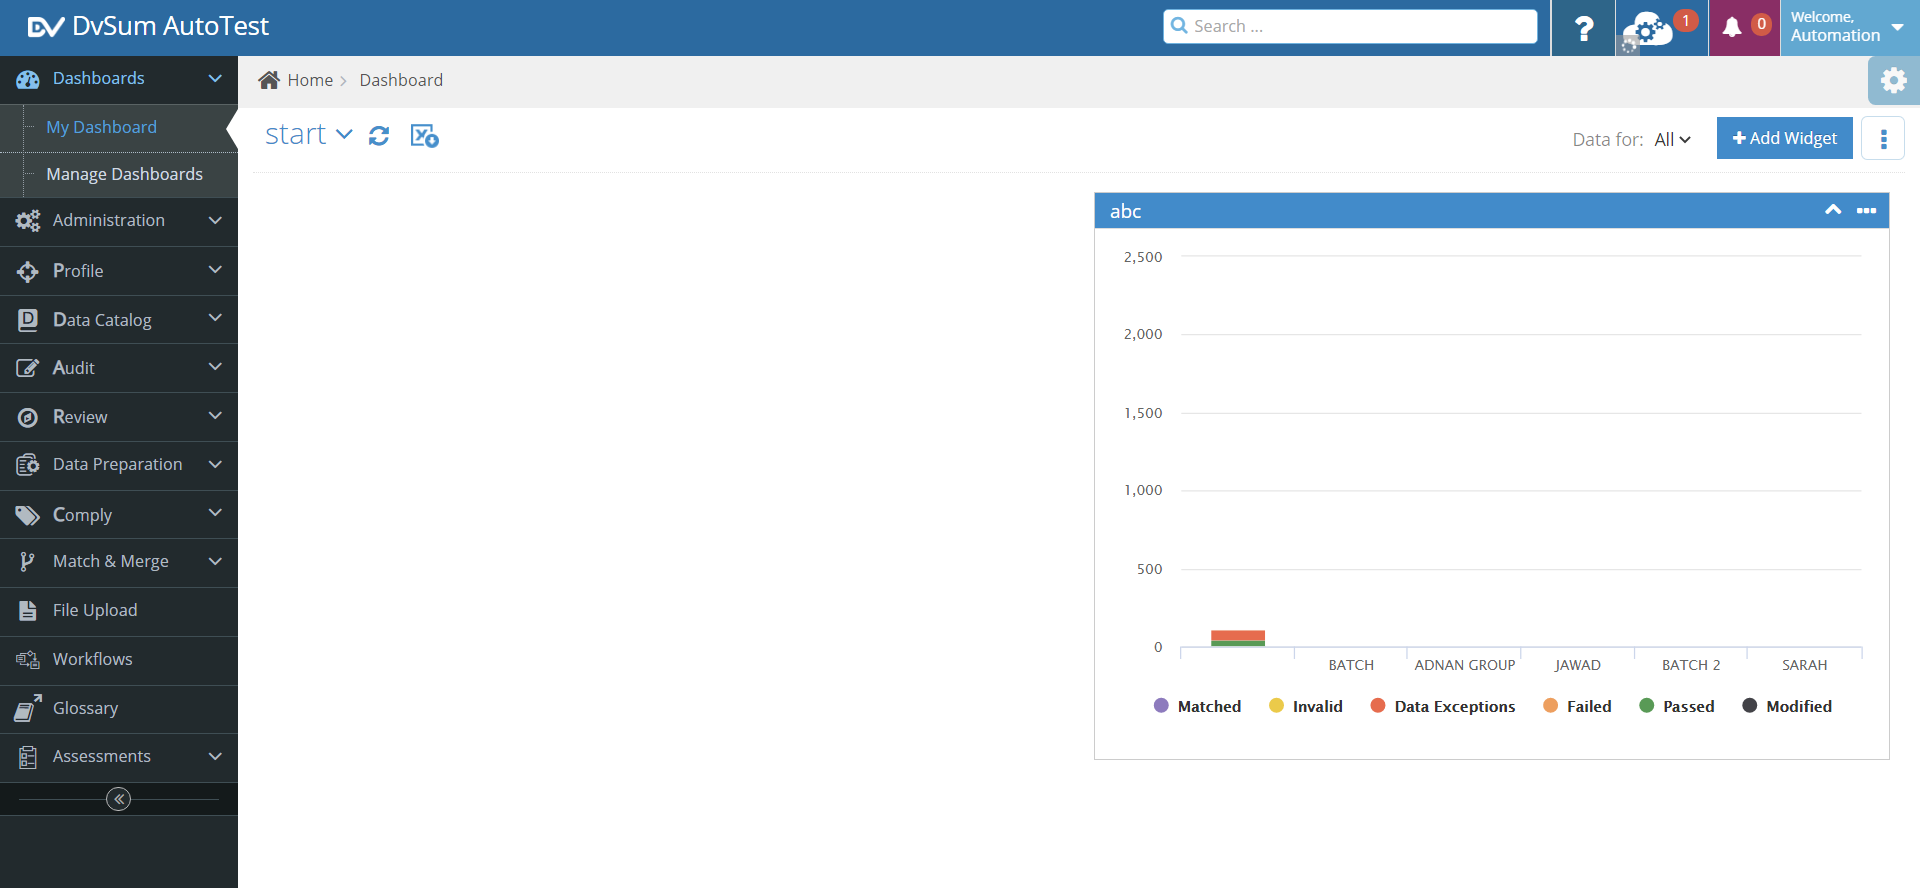 DV DvSum AutoTest
Search ...
?
1
0
Welcome,
Automation
Dashboards
My Dashboard
Manage Dashboards
Administration
Profile
Data Catalog
Audit
Review
Data Preparation
Comply
Match & Merge
File Upload
Workflows
Glossary
Assessments
Home
Dashboard
start
Data for: All
Add Widget
abc
2,500
2,000
1,500
1,000
500
0
BATCH ADNAN GROUP JAWAD BATCH 2 SARAH
Matched Invalid Data Exceptions Failed Passed Modified